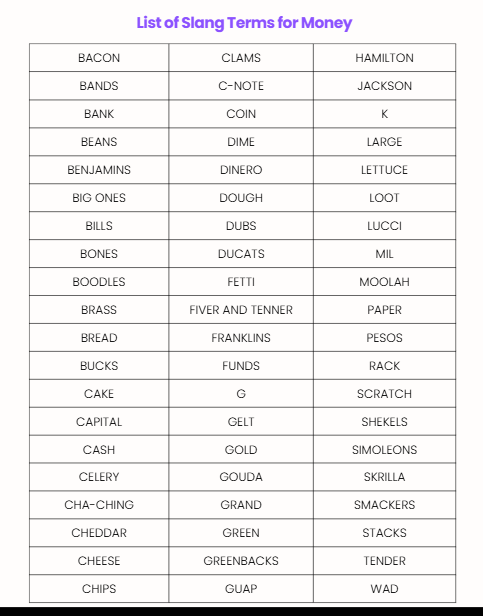 List of Slang Terms for Money
BACON CLAMS HAMILTON
BANDS C-NOTE JACKSON
BANK COIN K
BEANS DIME LARGE
BENJAMINS DINERO LETTUCE
BIG ONES DOUGH LOOT
BILLS DUBS LUCCI
BONES DUCATS MIL
BOODLES FETTI MOOLAH
BRASS FIVER AND TENNER PAPER
BREAD FRANKLINS PESOS
BUCKS FUNDS RACK
CAKE G SCRATCH
CAPITAL GELT SHEKELS
CASH GOLD SIMOLEONS
CELERY GOUDA SKRILLA
CHA-CHING GRAND SMACKERS
CHEDDAR GREEN STACKS
CHEESE GREENBACKS TENDER
CHIPS GUAP WAD